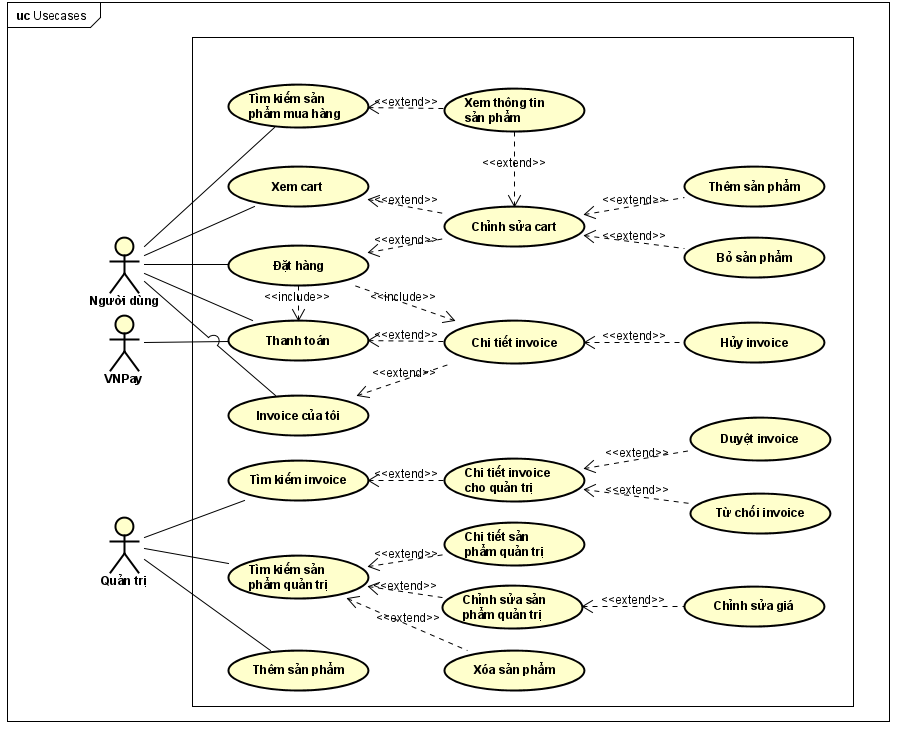 uc Usecases
Tìm kiếm sản
phẩm mua hàng
<<extend>>
Xem thông tin
sản phẩm
<<extend>>
Xem cart
<<extend>>
Chỉnh sửa cart
<<extend>>
Thêm sản phẩm
<<extend>>
Bỏ sản phẩm
<<extend>>
Đặt hàng
Người dùng
<<include>>
<<include>>
Thanh toán
<<extend>>
Chi tiết invoice
<<extend>>
Hủy invoice
VNPay
<<extend>>
Invoice của tôi
Tìm kiếm invoice
<<extend>>
Chi tiết invoice
cho quản trị
<<extend>>
Duyệt invoice
<<extend>>
Từ chối invoice
Quản trị
Tìm kiếm sản
phẩm quản trị
<<extend>>
Chi tiết sản
phẩm quản trị
<<extend>>
Chỉnh sửa sản
phẩm quản trị
<<extend>>
Chỉnh sửa giá
<<extend>>
Thêm sản phẩm
Xóa sản phẩm